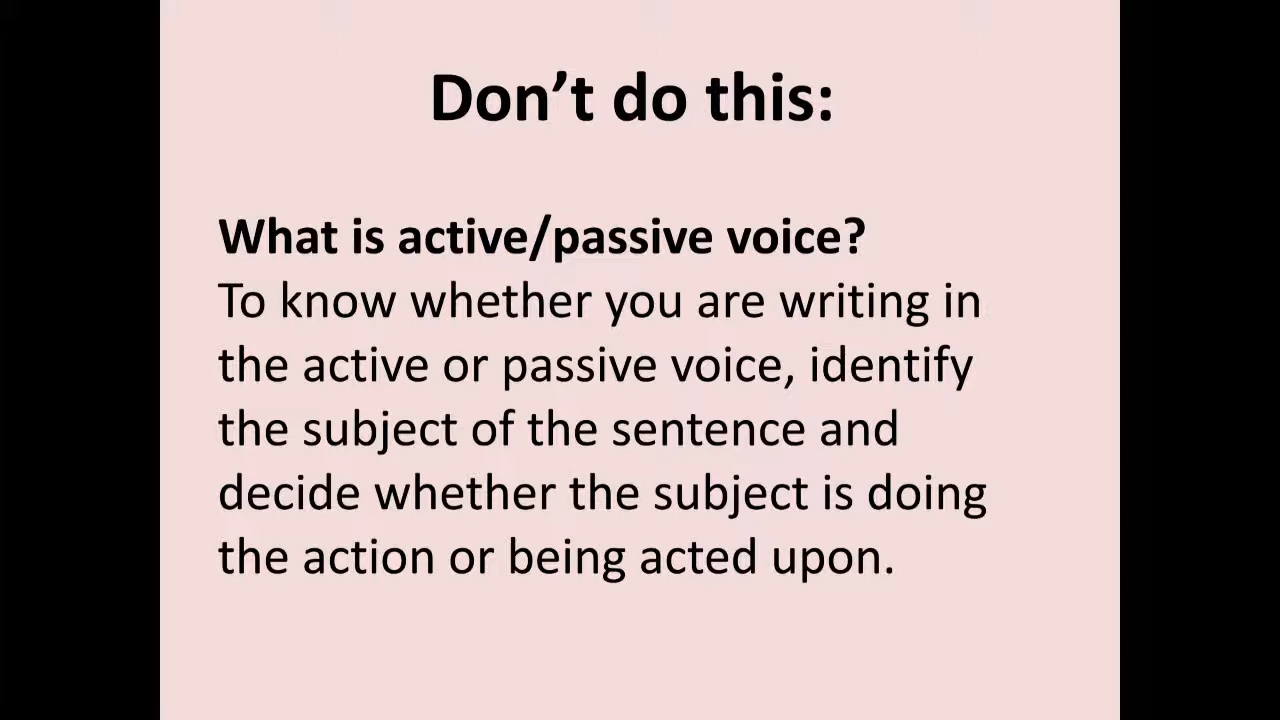 Don’t do this:
What is active/passive voice?
To know whether you are writing in
the active or passive voice, identify
the subject of the sentence and
decide whether the subject is doing
the action or being acted upon.